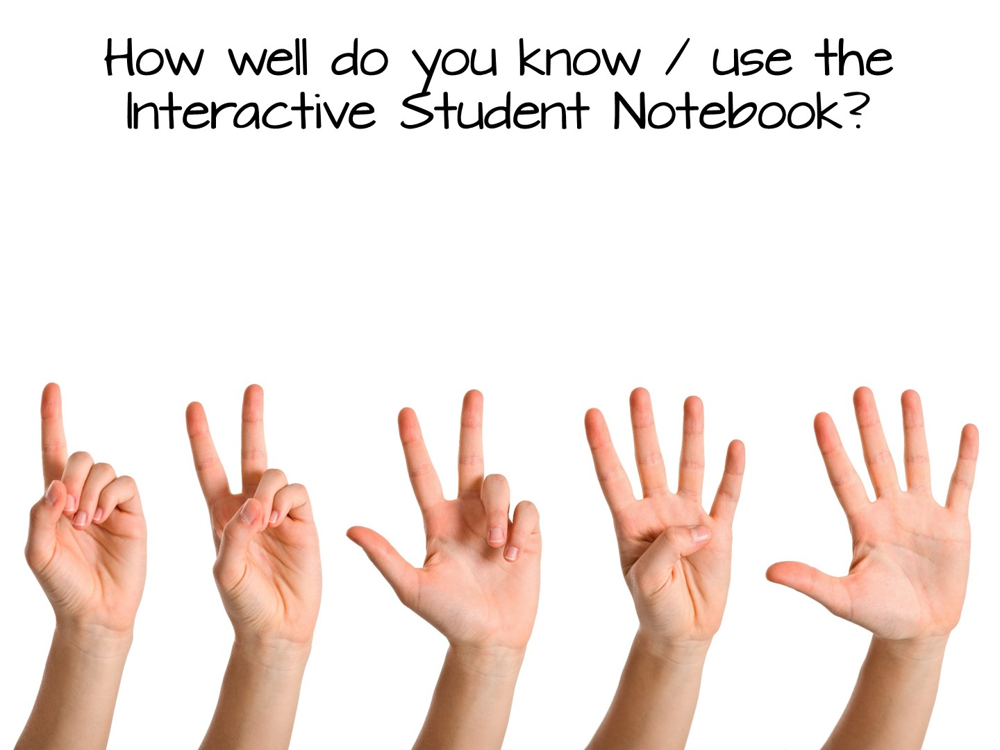 How well do you know / use the
Interactive Student Notebook?